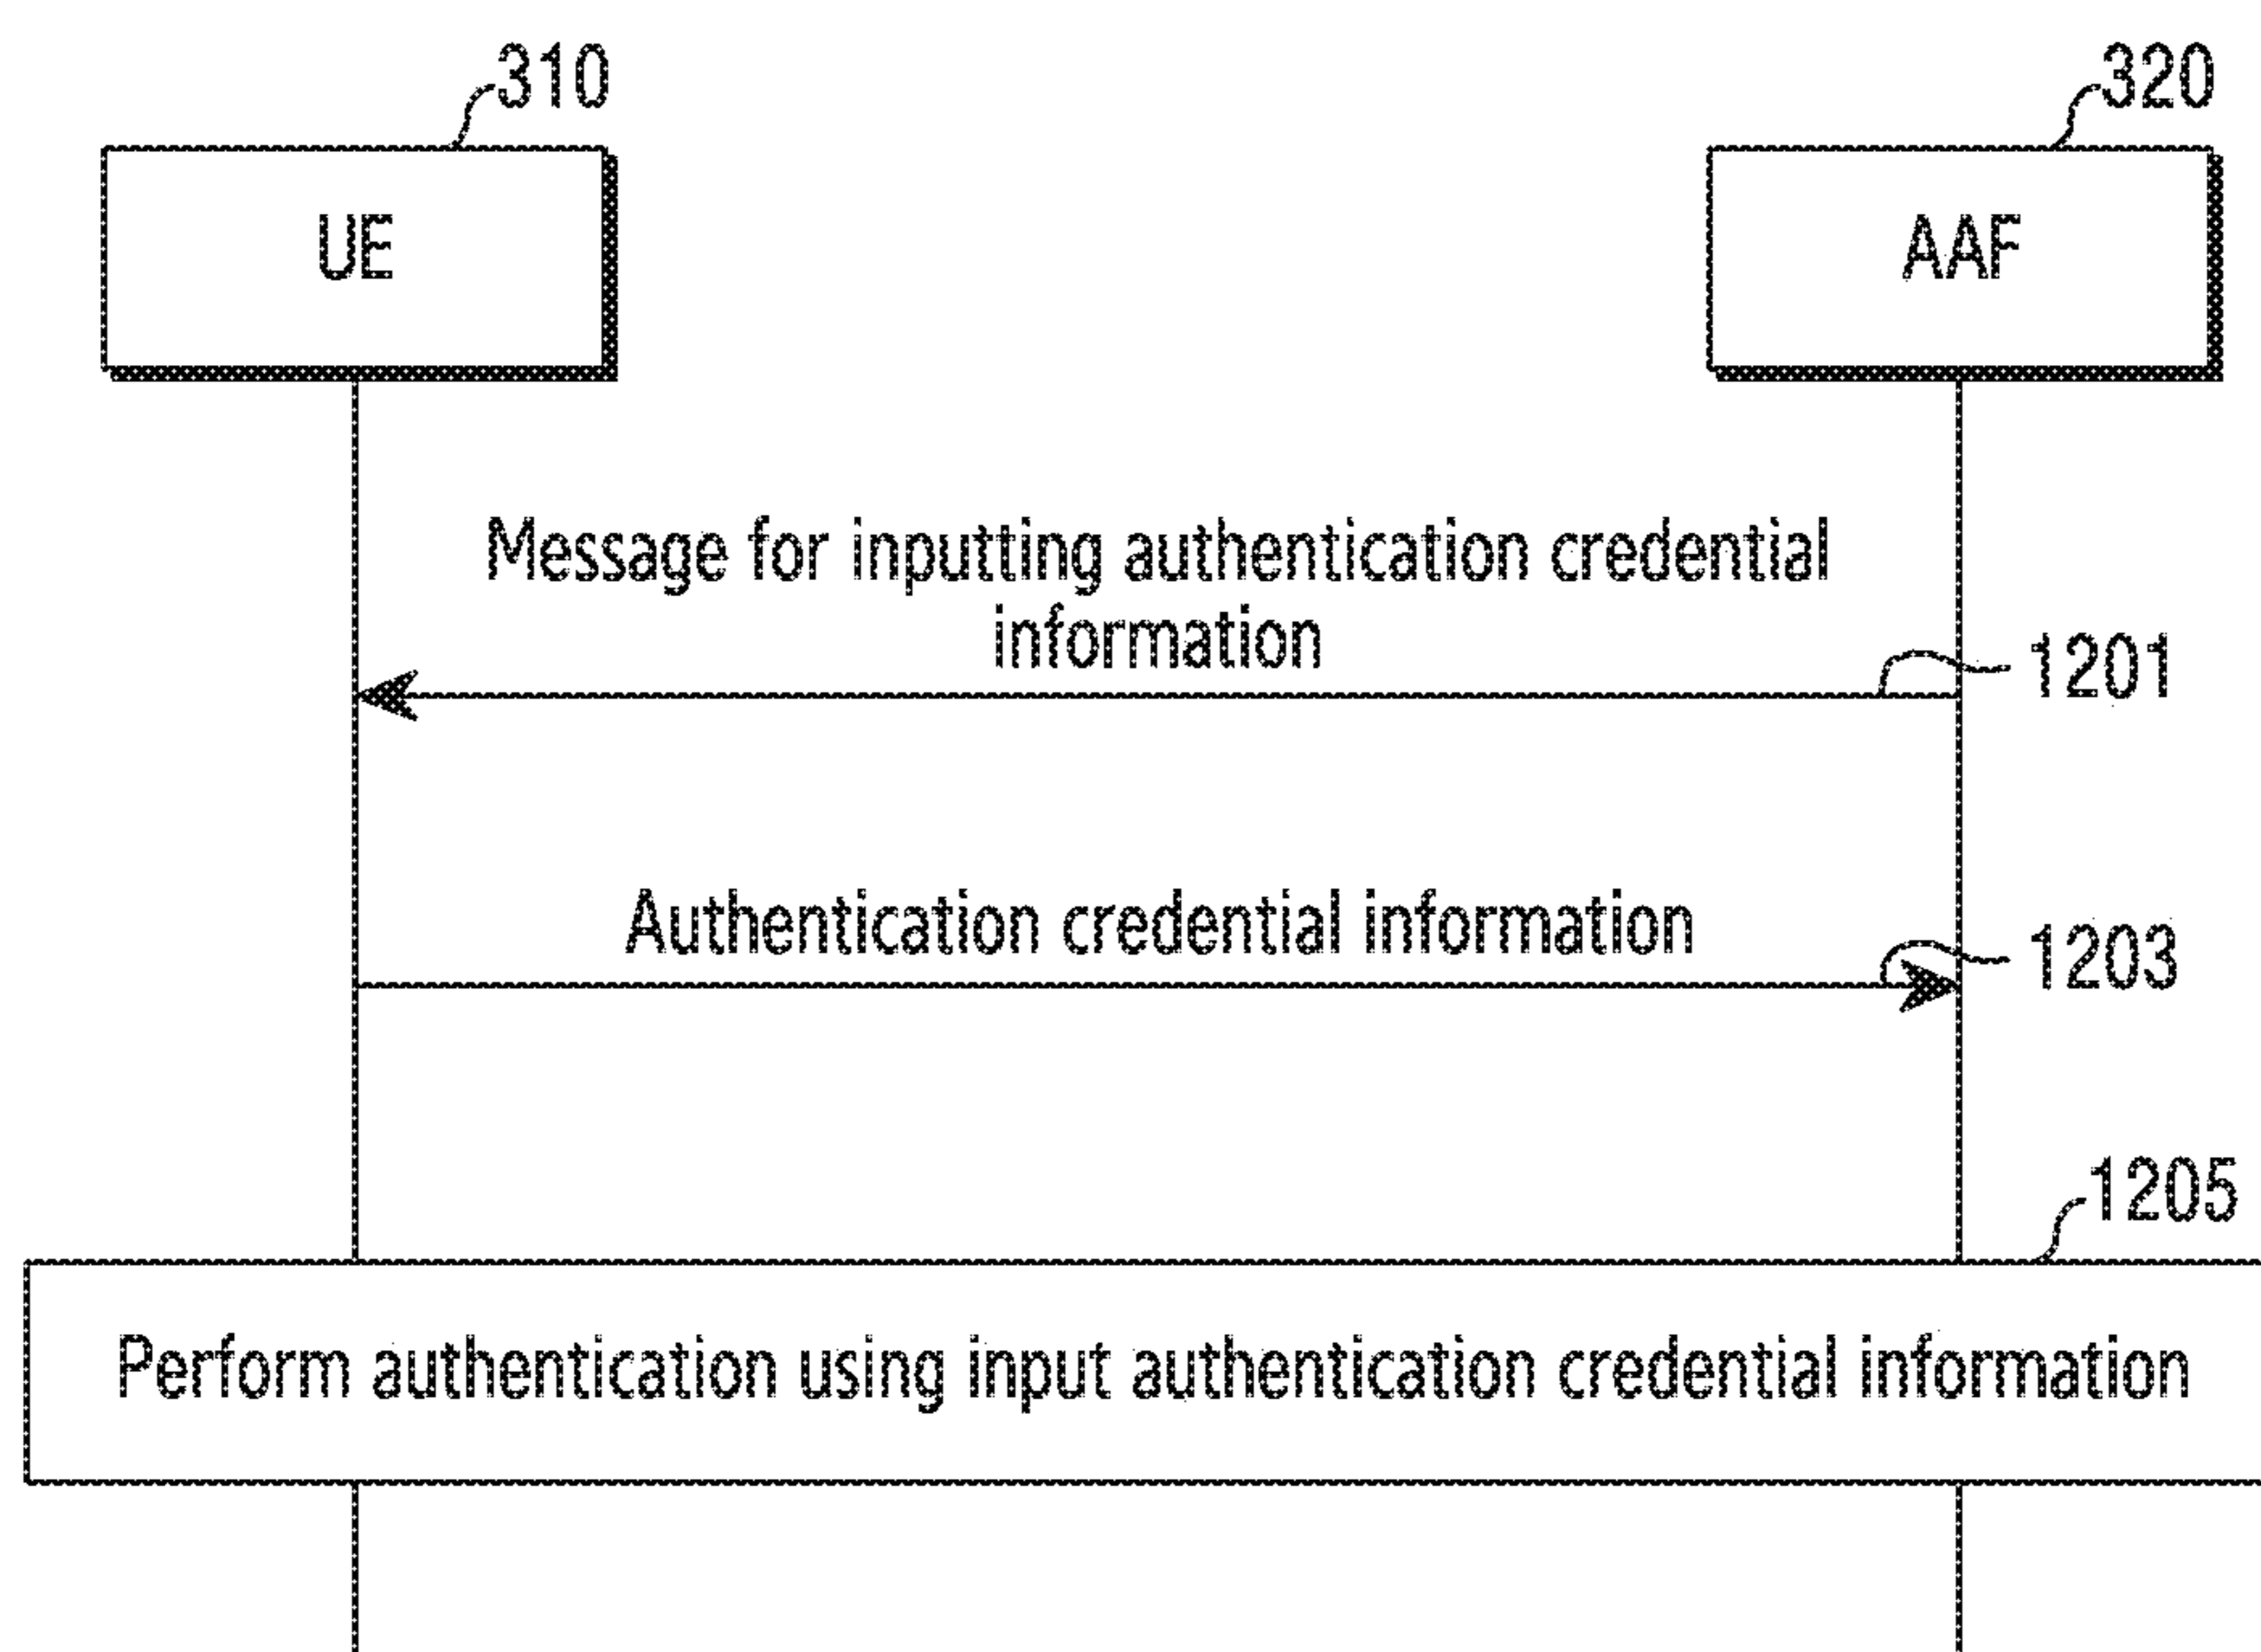 310
320
UE
AAF
Message for inputting authentication credential
information
1201
Authentication credential information
1203
1205
Perform authentication using input authentication credential information